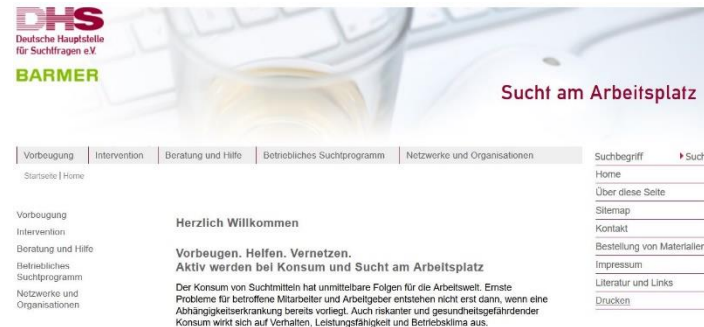 DHS
Deutsche Hauptstelle
für Suchtfragen e.V.
BARMER
Sucht am Arbeitsplatz
Vorbeugung
Intervention
Beratung und Hilfe
Betriebliches Suchtprogramm
Netzwerke und Organisationen
Startseite | Home
Vorbeugung
Intervention
Beratung und Hilfe
Betriebliches
Suchtprogramm
Netzwerke und
Organisationen
Herzlich Willkommen
Vorbeugen. Helfen. Vernetzen.
Aktiv werden bei Konsum und Sucht am Arbeitsplatz
Der Konsum von Suchtmitteln hat unmittelbare Folgen für die Arbeitswelt. Ernste
Probleme für betroffene Mitarbeiter und Arbeitgeber entstehen nicht erst dann, wenn eine
Abhängigkeitserkrankung bereits vorliegt. Auch riskanter und gesundheitsgefährdender
Konsum wirkt sich auf Verhalten, Leistungsfähigkeit und Betriebsklima aus.
Suchbegriff
Such
Home
Über diese Seite
Sitemap
Kontakt
Bestellung von Materialien
Impressum
Literatur und Links
Drucken